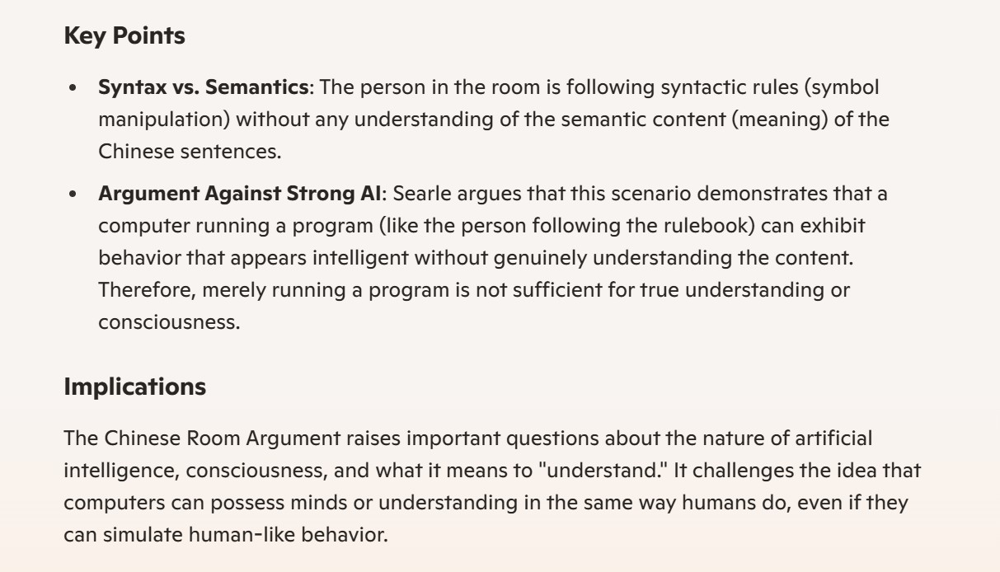 Key Points
• Syntax vs. Semantics: The person in the room is following syntactic rules (symbol
manipulation) without any understanding of the semantic content (meaning) of the
Chinese sentences.
• Argument Against Strong AI: Searle argues that this scenario demonstrates that a
computer running a program (like the person following the rulebook) can exhibit
behavior that appears intelligent without genuinely understanding the content.
Therefore, merely running a program is not sufficient for true understanding or
consciousness.
Implications
The Chinese Room Argument raises important questions about the nature of artificial
intelligence, consciousness, and what it means to "understand." It challenges the idea that
computers can possess minds or understanding in the same way humans do, even if they
can simulate human-like behavior.